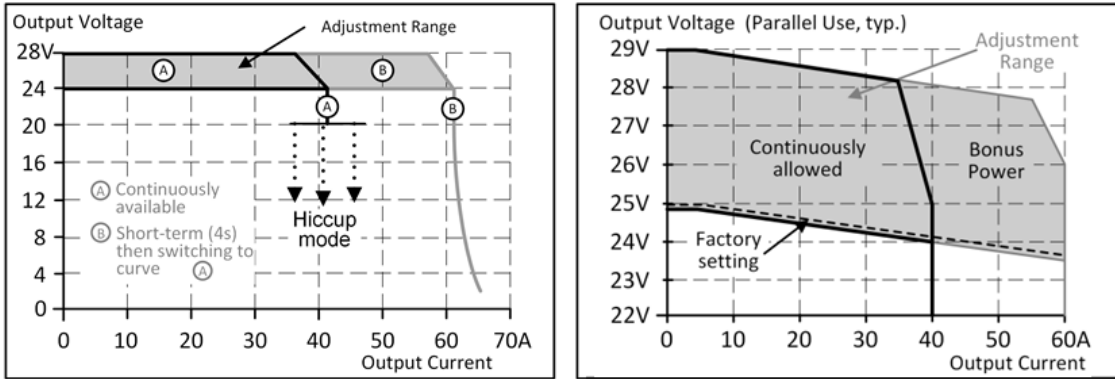 Output Voltage
Adjustment Range
28V
24
20
16
12
8
4
0
A
B
A
B
A Continuously
available
B Short-term (4s)
then switching to
curve A
Hiccup
mode
0 10 20 30 40 50 60 70A
Output Current
Output Voltage (Parallel Use, typ.)
29V
28V
27V
26V
25V
24V
23V
22V
Adjustment
Range
Continuously
allowed
Bonus
Power
Factory
setting
0 10 20 30 40 50 60A
Output Current